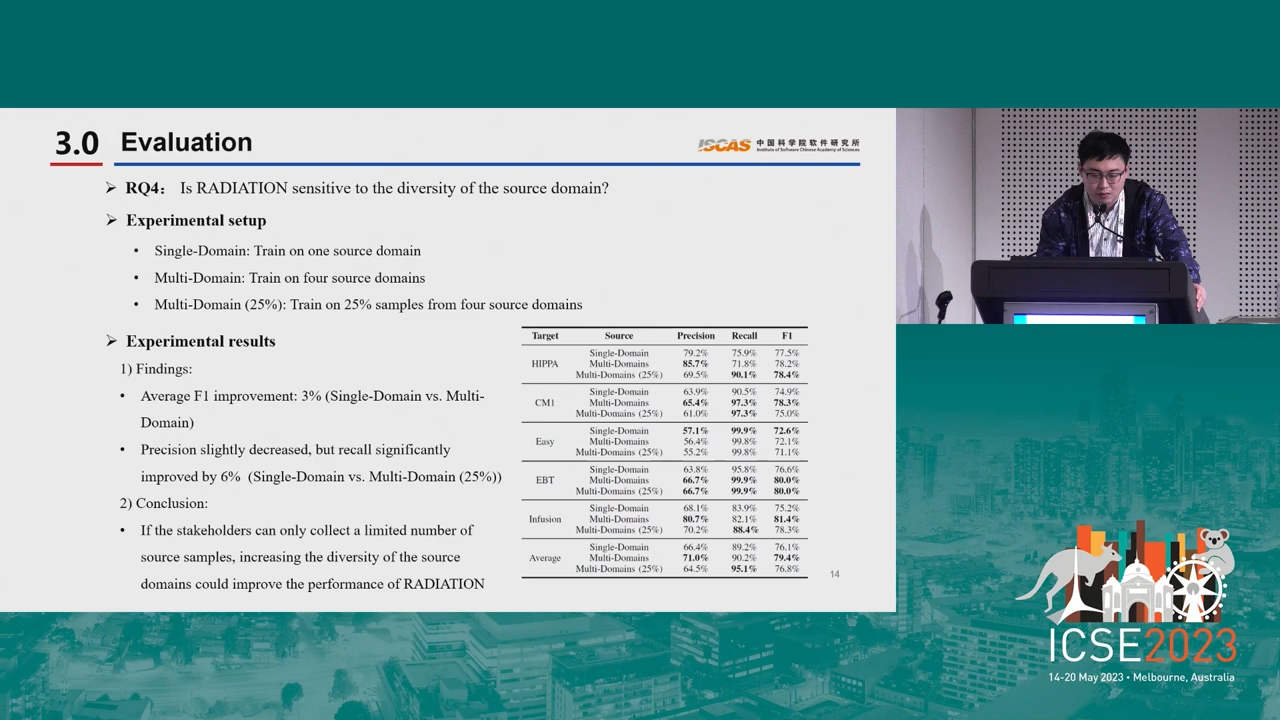 3.0 Evaluation
ISCAS 中国科学院软件研究所
Institute of Software Chinese Academy of Sciences
➢ RQ4： Is RADIATION sensitive to the diversity of the source domain?
➢ Experimental setup
• Single-Domain: Train on one source domain
• Multi-Domain: Train on four source domains
• Multi-Domain (25%): Train on 25% samples from four source domains
➢ Experimental results
1) Findings:
• Average F1 improvement: 3% (Single-Domain vs. Multi-
Domain)
• Precision slightly decreased, but recall significantly
improved by 6% (Single-Domain vs. Multi-Domain (25%))
2) Conclusion:
• If the stakeholders can only collect a limited number of
source samples, increasing the diversity of the source
domains could improve the performance of RADIATION
Target Source Precision Recall F1
Single-Domain 79.2% 75.9% 77.5%
HIPPA Multi-Domains 85.7% 71.8% 78.2%
Multi-Domains (25%) 69.5% 90.1% 78.4%
Single-Domain 63.9% 90.5% 74.9%
CM1 Multi-Domains 65.4% 97.3% 78.3%
Multi-Domains (25%) 61.0% 97.3% 75.0%
Single-Domain 57.1% 99.9% 72.6%
Easy Multi-Domains 56.4% 99.8% 72.1%
Multi-Domains (25%) 55.2% 99.8% 71.1%
Single-Domain 63.8% 95.8% 76.6%
EBT Multi-Domains 66.7% 99.9% 80.0%
Multi-Domains (25%) 66.7% 99.9% 80.0%
Single-Domain 68.1% 83.9% 75.2%
Infusion Multi-Domains 80.7% 82.1% 81.4%
Multi-Domains (25%) 70.2% 88.4% 78.3%
Single-Domain 66.4% 89.2% 76.1%
Average Multi-Domains 71.0% 90.2% 79.4%
Multi-Domains (25%) 64.5% 95.1% 76.8%
14
ICSE2023
14-20 May 2023 • Melbourne, Australia